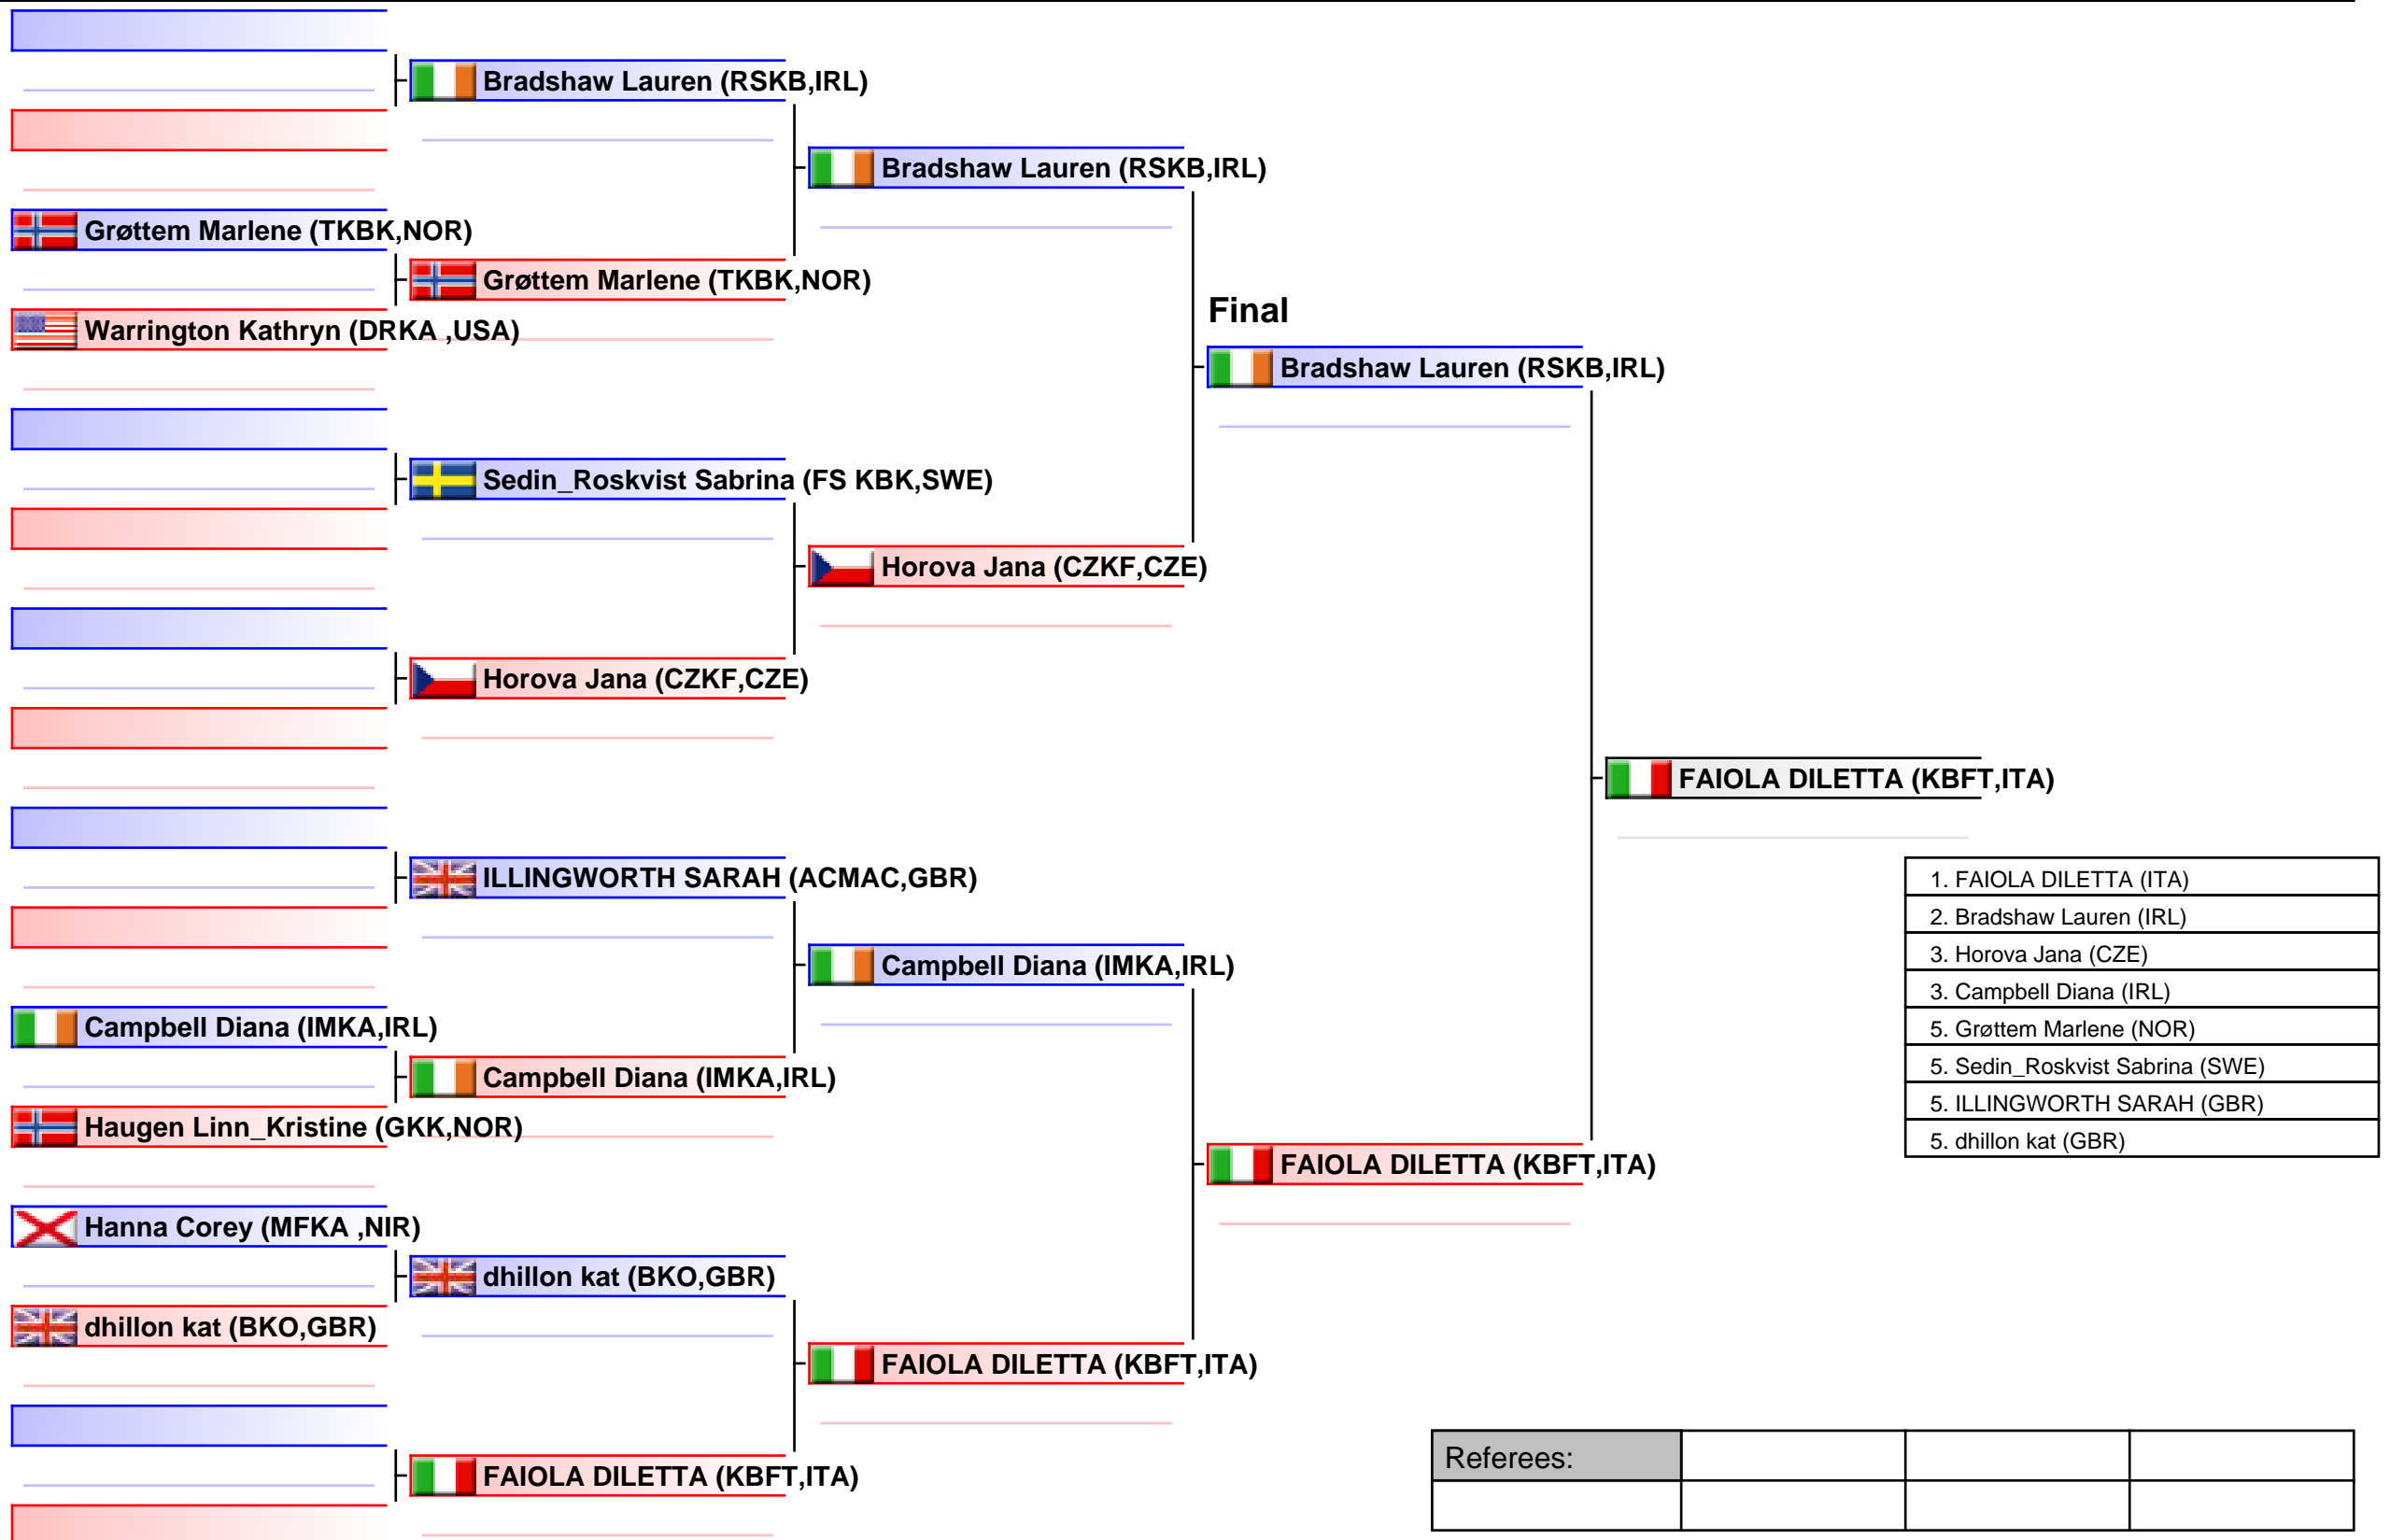 Bradshaw Lauren (RSKB,IRL)
Bradshaw Lauren (RSKB,IRL)
Grøttem Marlene (TKBK,NOR)
Grøttem Marlene (TKBK,NOR)
Final
Warrington Kathryn (DRKA ,USA)
Bradshaw Lauren (RSKB,IRL)
Sedin_Roskvist Sabrina (FS KBK,SWE)
Horova Jana (CZKF,CZE)
Horova Jana (CZKF,CZE)
FAIOLA DILETTA (KBFT,ITA)
ILLINGWORTH SARAH (ACMAC,GBR)
1. FAIOLA DILETTA (ITA)
2. Bradshaw Lauren (IRL)
3. Horova Jana (CZE)
3. Campbell Diana (IRL)
5. Grøttem Marlene (NOR)
5. Sedin_Roskvist Sabrina (SWE)
5. ILLINGWORTH SARAH (GBR)
5. dhillon kat (GBR)
Campbell Diana (IMKA,IRL)
Campbell Diana (IMKA,IRL)
Campbell Diana (IMKA,IRL)
Haugen Linn_Kristine (GKK,NOR)
FAIOLA DILETTA (KBFT,ITA)
Hanna Corey (MFKA ,NIR)
dhillon kat (BKO,GBR)
dhillon kat (BKO,GBR)
FAIOLA DILETTA (KBFT,ITA)
FAIOLA DILETTA (KBFT,ITA)
Referees: